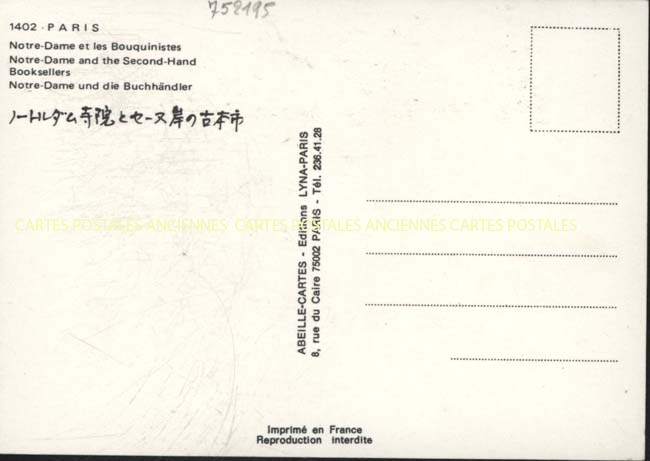 752195
1402 - PARIS
Notre-Dame et les Bouquinistes
Notre-Dame and the Second-Hand
Booksellers
Notre-Dame und die Buchhändler
ノートルダム寺院とセーヌ岸の古本市
ABEILLE-CARTES - Editions LYNA-PARIS
8, rue du Caire 75002 PARIS - Tél. 236.41.28
CARTES POSTALES ANCIENNES CARTES POSTALES ANCIENNES CARTES POSTALES
Imprimé en France
Reproduction interdite